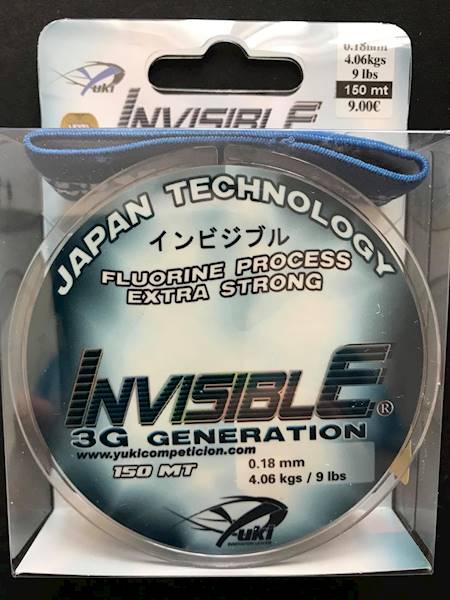 Yuki
0.18mm
4.06kgs
9 lbs
150 mt
9.00€
INVISIBLE
JAPAN TECHNOLOGY
インビジブル
FLUORINE PROCESS
EXTRA STRONG
INVISIBLE®
3G GENERATION
www.yukicompeticion.com
150 MT
0.18 mm
4.06 kgs / 9 lbs
Yuki